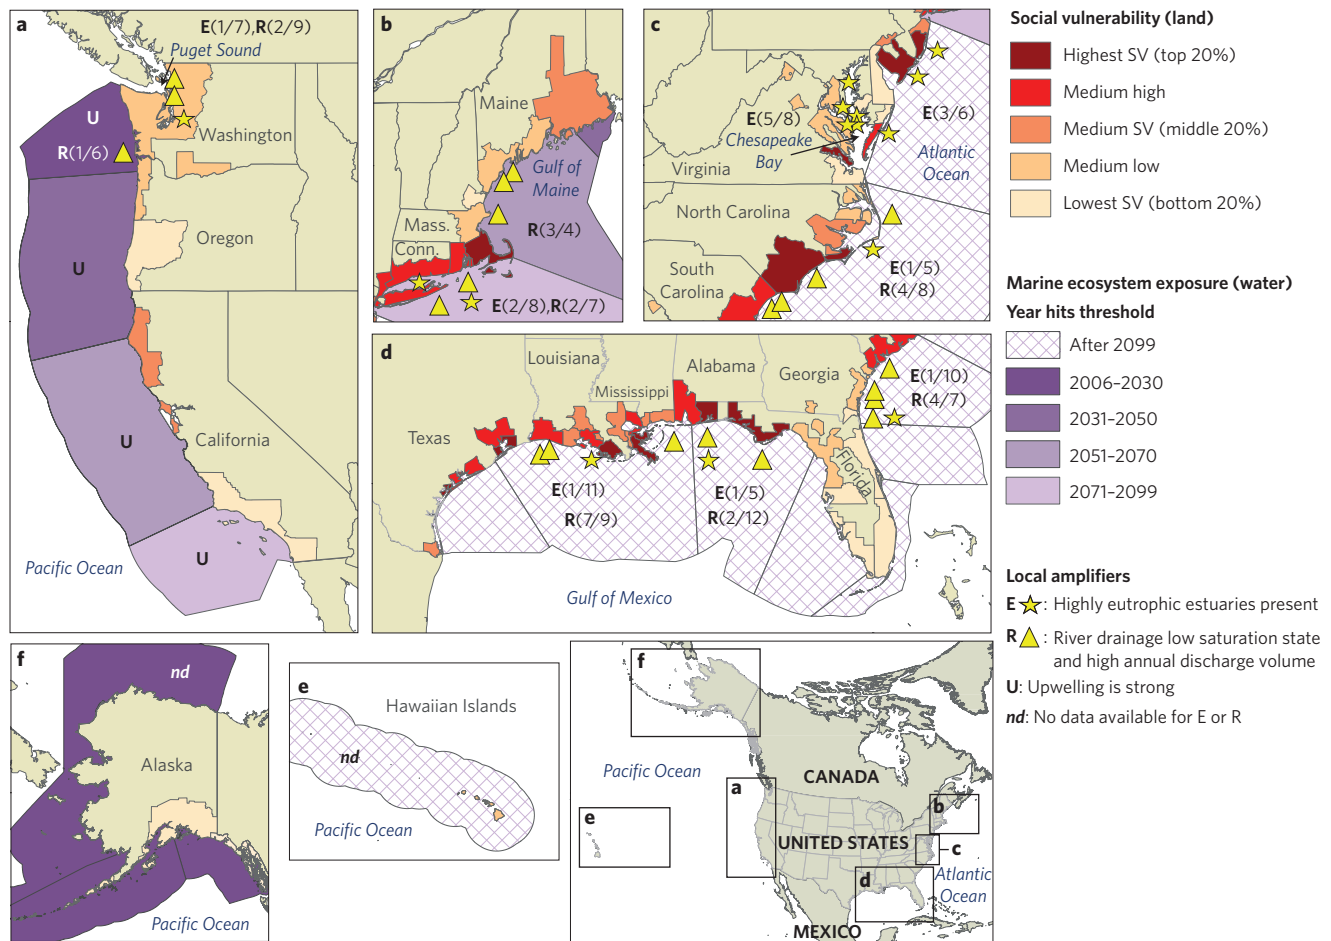 a
E(1/7),R(2/9)
Puget Sound
U
R(1/6)
Washington
U
Oregon
U
California
U
Pacific Ocean
b
Maine
Gulf of
Maine
Mass.
R(3/4)
Conn.
E(2/8),R(2/7)
c
E(5/8)
E(3/6)
Chesapeake
Bay
Atlantic
Ocean
Virginia
North Carolina
South
Carolina
E(1/5)
R(4/8)
d
Louisiana
Mississippi
Alabama
Georgia
E(1/10)
R(4/7)
Texas
Florida
E(1/11)
R(7/9)
E(1/5)
R(2/12)
Gulf of Mexico
f
nd
Alaska
Pacific Ocean
e
Hawaiian Islands
nd
Pacific Ocean
f
Pacific Ocean
CANADA
a
b
e
UNITED STATES
c
d
Atlantic
Ocean
MEXICO
Social vulnerability (land)
Highest SV (top 20%)
Medium high
Medium SV (middle 20%)
Medium low
Lowest SV (bottom 20%)
Marine ecosystem exposure (water)
Year hits threshold
After 2099
2006–2030
2031–2050
2051–2070
2071–2099
Local amplifiers
E : Highly eutrophic estuaries present
R : River drainage low saturation state
and high annual discharge volume
U: Upwelling is strong
nd: No data available for E or R